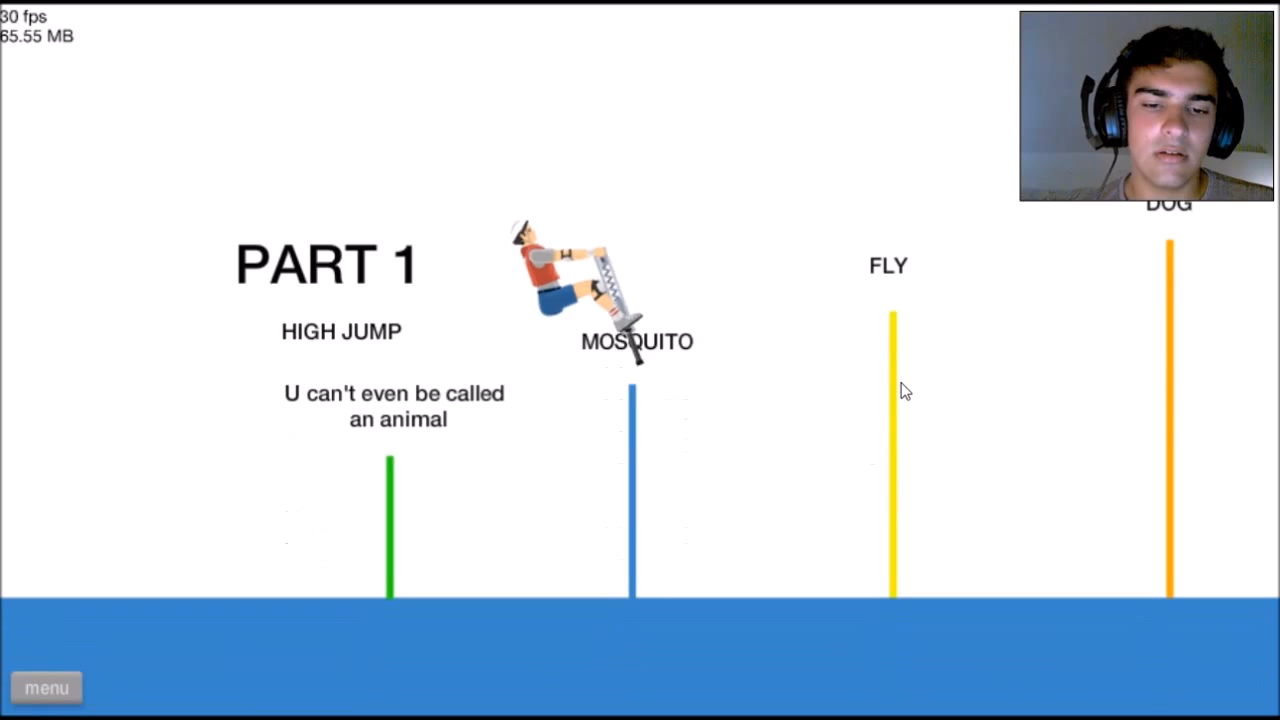 30 fps
65.55 MB
DOG
PART 1
FLY
HIGH JUMP
MOSQUITO
U can't even be called
an animal
menu